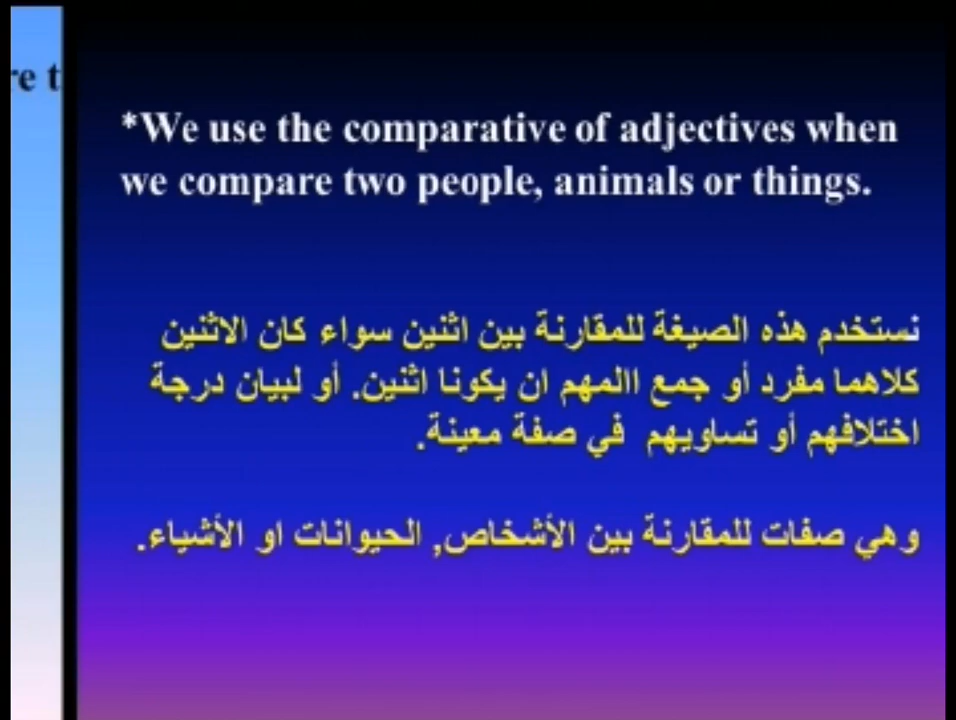 *We use the comparative of adjectives when
we compare two people, animals or things.
نستخدم هذه الصيغة للمقارنة بين اثنين سواء كان الاثنين
كلاهما مفرد أو جمع االمهم ان يكونا اثنين. أو لبيان درجة
اختلافهم أو تساويهم في صفة معينة.
وهي صفات للمقارنة بين الأشخاص, الحيوانات او الأشياء.